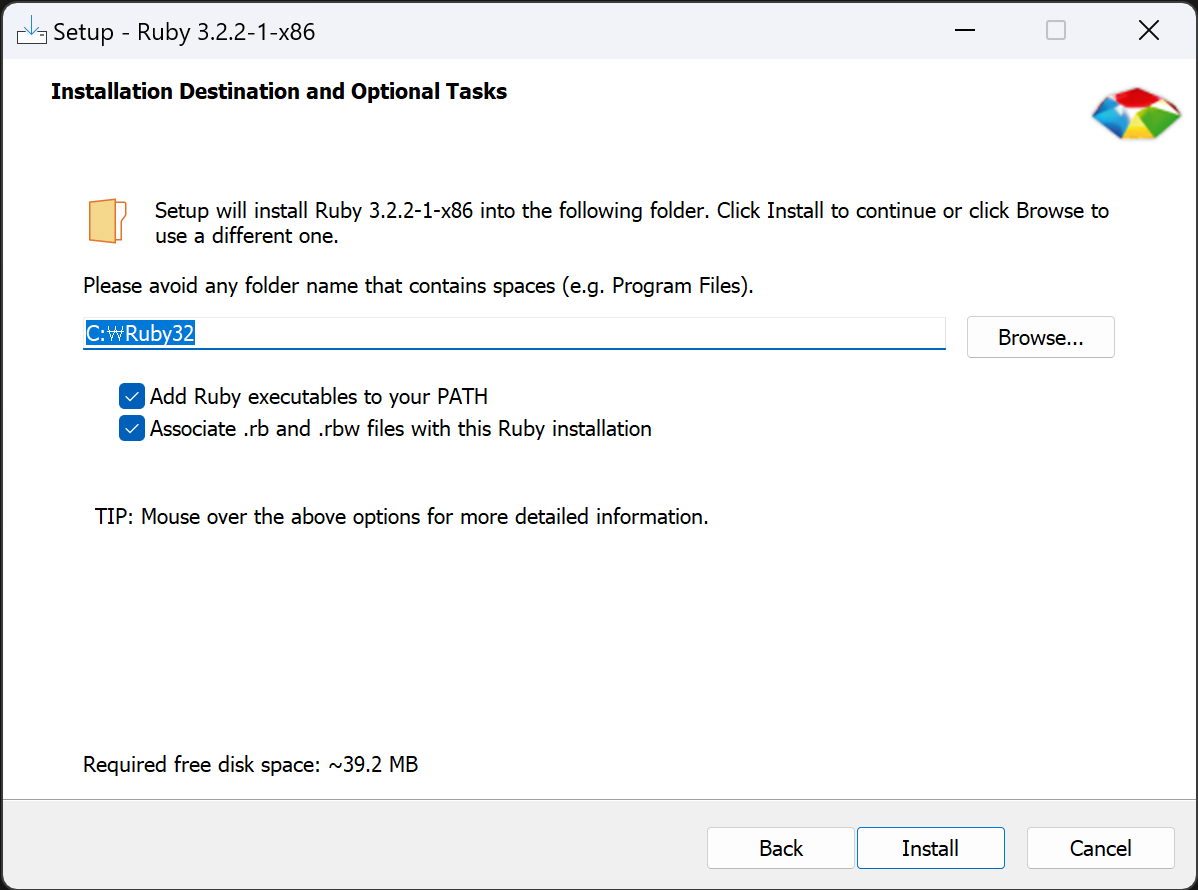 Setup - Ruby 3.2.2-1-x86
Installation Destination and Optional Tasks
Setup will install Ruby 3.2.2-1-x86 into the following folder. Click Install to continue or click Browse to
use a different one.
Please avoid any folder name that contains spaces (e.g. Program Files).
C:₩Ruby32
Browse...
Add Ruby executables to your PATH
Associate .rb and .rbw files with this Ruby installation
TIP: Mouse over the above options for more detailed information.
Required free disk space: ~39.2 MB
Back
Install
Cancel